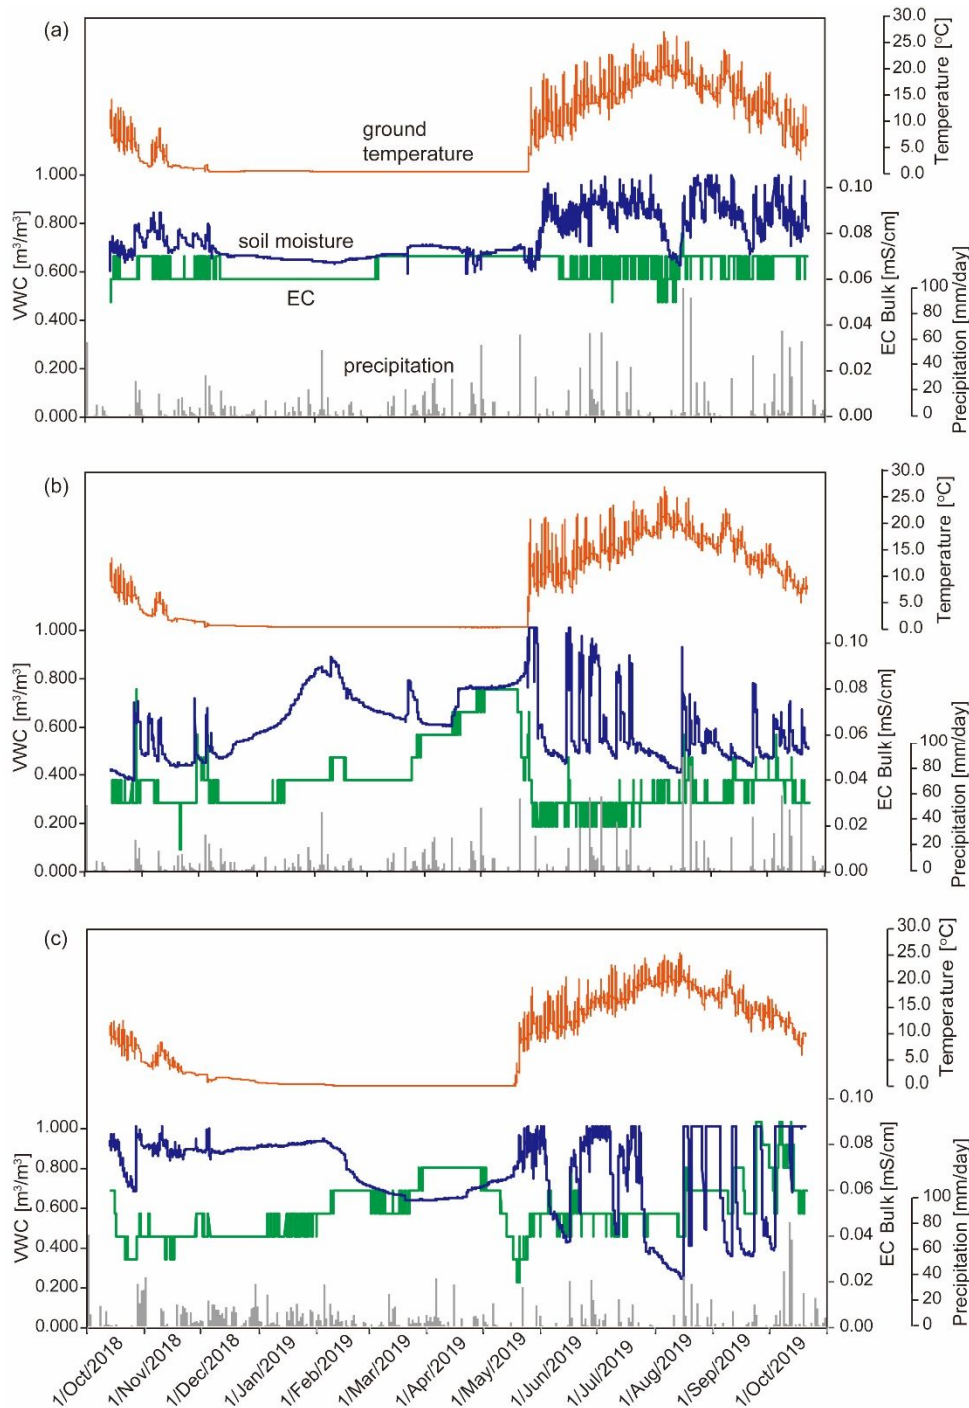 (a)
30.0
25.0
20.0
15.0
10.0
5.0
0.0
Temperature [°C]
ground
temperature
1.000
0.800
0.600
0.400
0.200
0.000
VWC [m³/m³]
soil moisture
EC
precipitation
0.10
0.08
0.06
0.04
0.02
0.00
EC Bulk [mS/cm]
100
80
60
40
20
0
Precipitation [mm/day]
(b)
30.0
25.0
20.0
15.0
10.0
5.0
0.0
Temperature [°C]
1.000
0.800
0.600
0.400
0.200
0.000
VWC [m³/m³]
0.10
0.08
0.06
0.04
0.02
0.00
EC Bulk [mS/cm]
100
80
60
40
20
0
Precipitation [mm/day]
(c)
30.0
25.0
20.0
15.0
10.0
5.0
0.0
Temperature [°C]
1.000
0.800
0.600
0.400
0.200
0.000
VWC [m³/m³]
0.10
0.08
0.06
0.04
0.02
0.00
EC Bulk [mS/cm]
100
80
60
40
20
0
Precipitation [mm/day]
1/Oct/2018
1/Nov/2018
1/Dec/2018
1/Jan/2019
1/Feb/2019
1/Mar/2019
1/Apr/2019
1/May/2019
1/Jun/2019
1/Jul/2019
1/Aug/2019
1/Sep/2019
1/Oct/2019